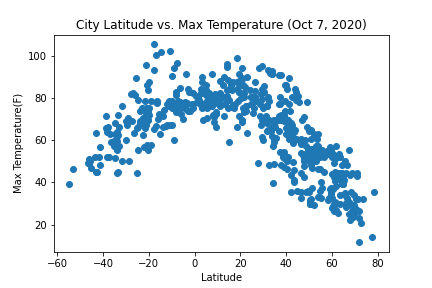 City Latitude vs. Max Temperature (Oct 7, 2020)
100
80
60
40
20
Max Temperature(F)
−60 −40 −20 0 20 40 60 80
Latitude